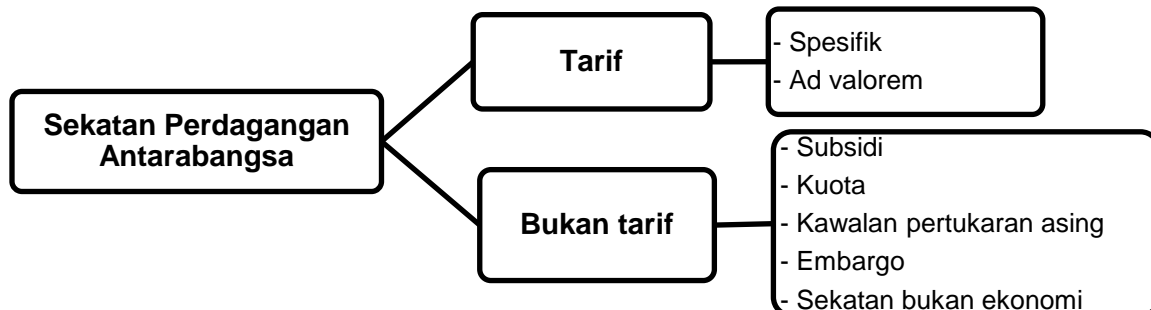 Sekatan Perdagangan
Antarabangsa
Tarif
- Spesifik
- Ad valorem
Bukan tarif
- Subsidi
- Kuota
- Kawalan pertukaran asing
- Embargo
- Sekatan bukan ekonomi